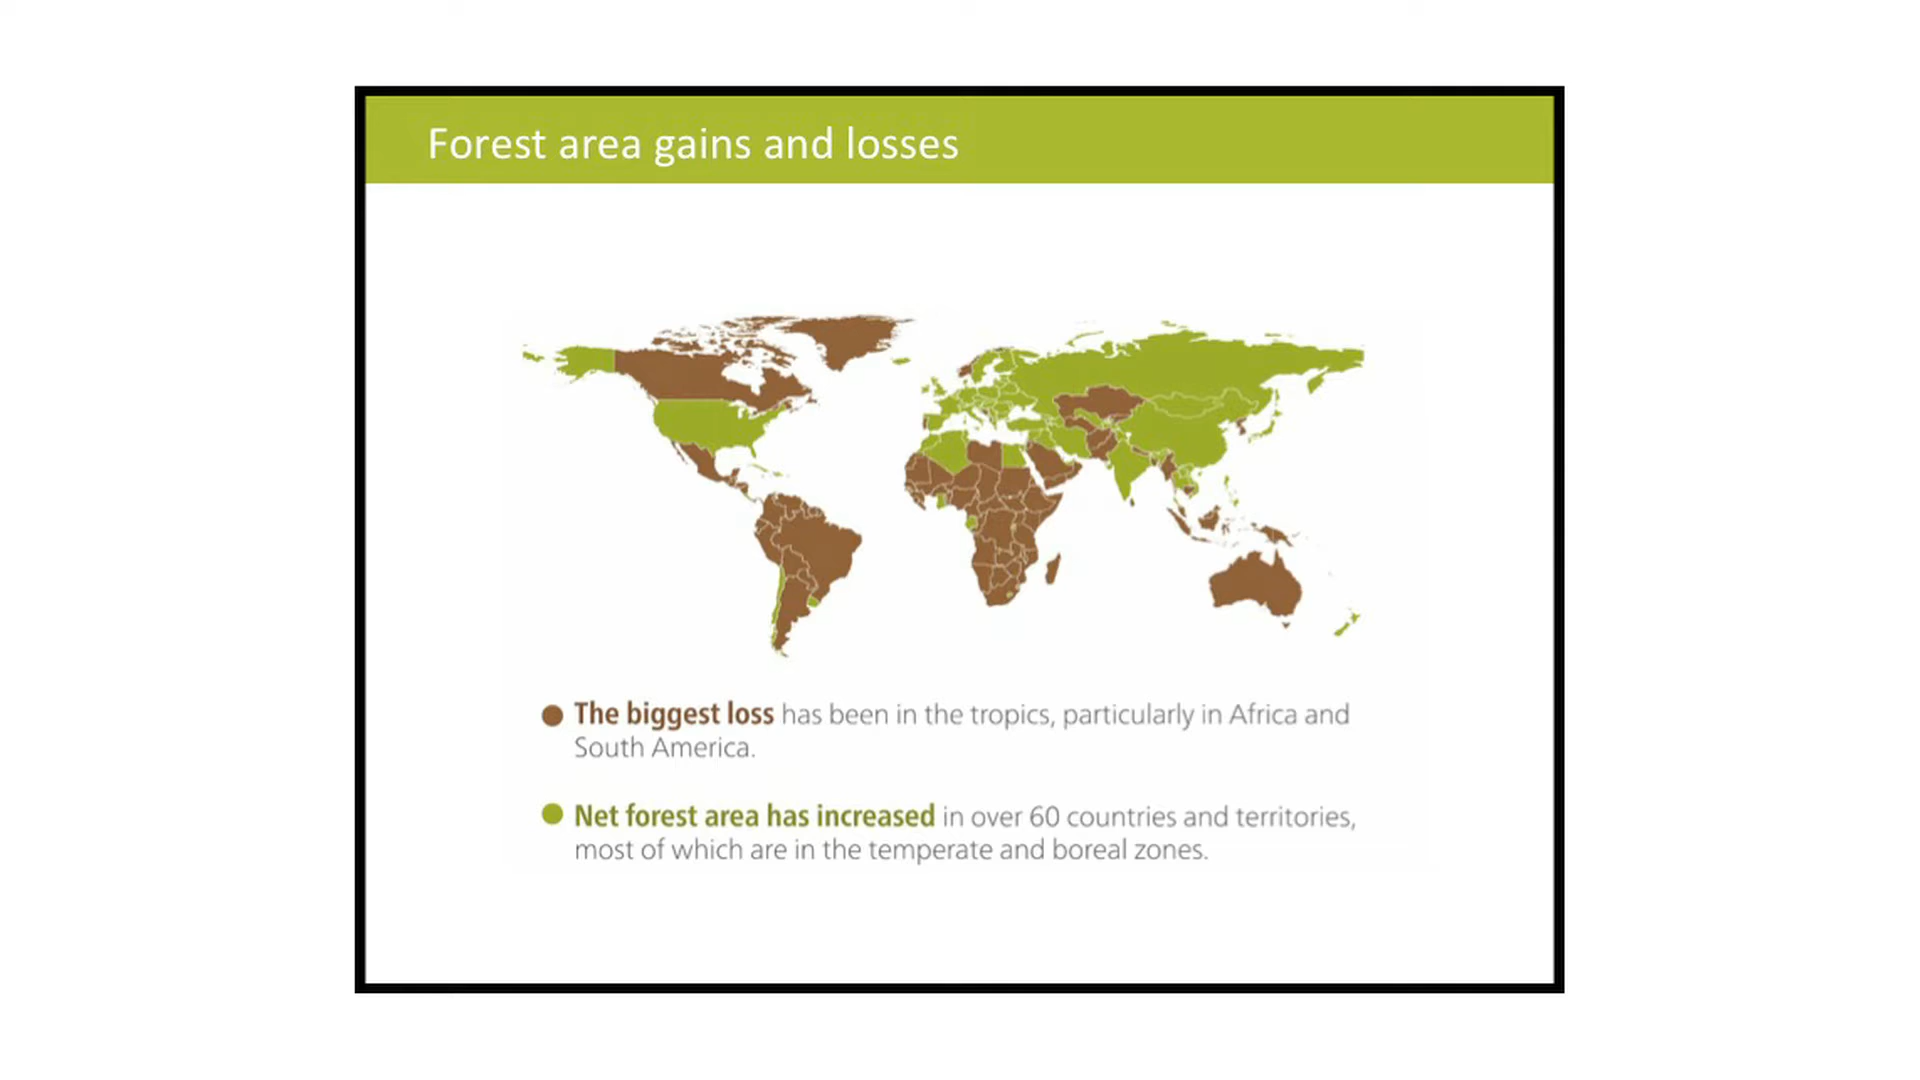 Forest area gains and losses
The biggest loss has been in the tropics, particularly in Africa and
South America.
Net forest area has increased in over 60 countries and territories,
most of which are in the temperate and boreal zones.